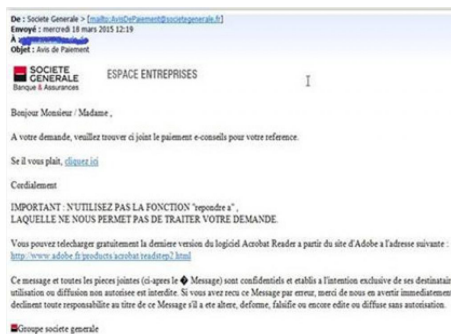 De : Societe Generale > [mailto:AvisDePaiement@societegenerale.fr]
Envoyé : mercredi 18 mars 2015 12:19
À
Objet : Avis de Paiement
SOCIETE GENERALE
Banque & Assurances
ESPACE ENTREPRISES
Bonjour Monsieur / Madame ,
A votre demande, veuillez trouver ci joint le paiement e-conseils pour votre reference.
Se il vous plait, cliquez ici
Cordialement
IMPORTANT : N'UTILISEZ PAS LA FONCTION "repondre a" ,
LAQUELLE NE NOUS PERMET PAS DE TRAITER VOTRE DEMANDE.
Vous pouvez telecharger gratuitement la derniere version du logiciel Acrobat Reader a partir du site d'Adobe a l'adresse suivante :
http://www.adobe.fr/products/acrobat/readstep2.html
Ce message et toutes les pieces jointes (ci-apres le � Message) sont confidentiels et etablis a l'intention exclusive de ses destinatair
utilisation ou diffusion non autorisee est interdite. Si vous avez recu ce Message par erreur, merci de nous en avertir immediatement
declinent toute responsabilite au titre de ce Message s'il a ete altere, deforme, falsifie ou encore edite ou diffuse sans autorisation.
Groupe societe generale